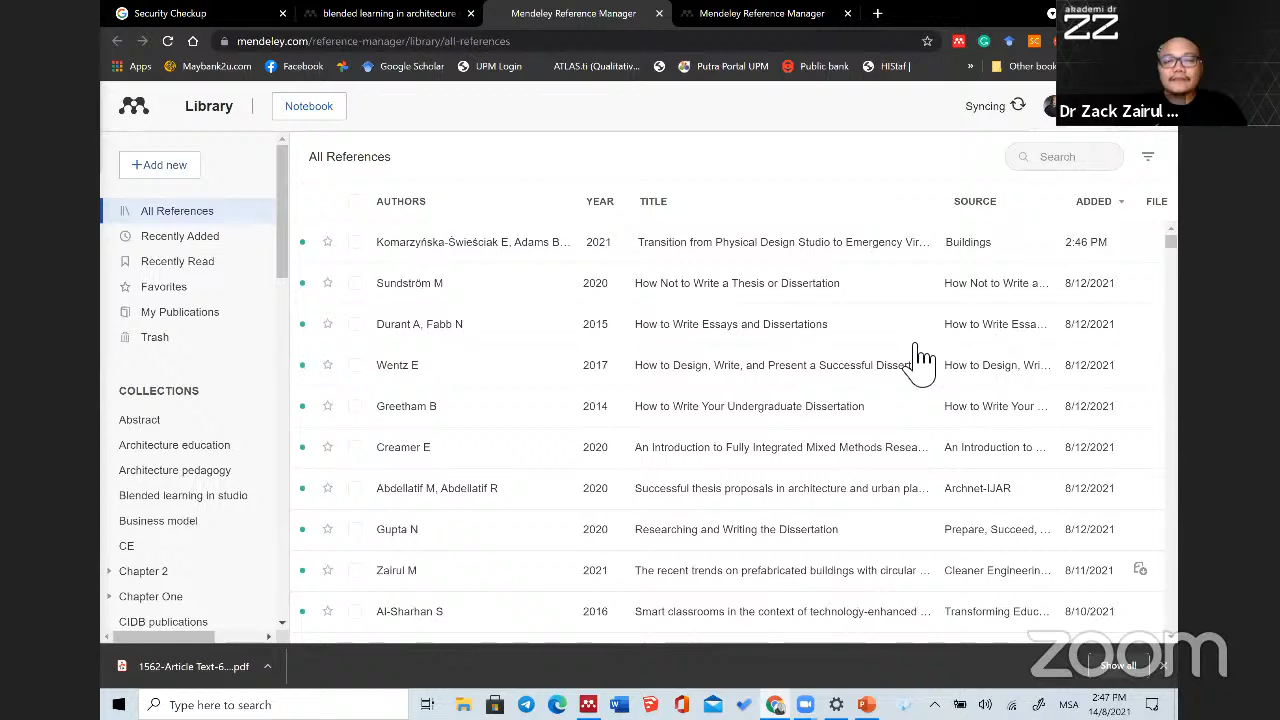 Security Checkup
blended learning in architecture
Mendeley Reference Manager
Mendeley Reference Manager
mendeley.com/reference-manager/library/all-references
Apps
Maybank2u.com
Facebook
Google Scholar
UPM Login
ATLAS.ti (Qualitativ...
Putra Portal UPM
Public bank
HIStaf |
»
Other book
akademi dr
ZZ
Dr Zack Zairul ...
Library
Notebook
Syncing
+Add new
All References
Recently Added
Recently Read
Favorites
My Publications
Trash
COLLECTIONS
Abstract
Architecture education
Architecture pedagogy
Blended learning in studio
Business model
CE
Chapter 2
Chapter One
CIDB publications
All References
Search
AUTHORS YEAR TITLE SOURCE ADDED FILE
Komarzyńska-Świeściak E, Adams B... 2021 Transition from Physical Design Studio to Emergency Vir... Buildings 2:46 PM
Sundström M 2020 How Not to Write a Thesis or Dissertation How Not to Write a... 8/12/2021
Durant A, Fabb N 2015 How to Write Essays and Dissertations How to Write Essa... 8/12/2021
Wentz E 2017 How to Design, Write, and Present a Successful Disser How to Design, Wri... 8/12/2021
Greetham B 2014 How to Write Your Undergraduate Dissertation How to Write Your ... 8/12/2021
Creamer E 2020 An Introduction to Fully Integrated Mixed Methods Resea... An Introduction to ... 8/12/2021
Abdellatif M, Abdellatif R 2020 Successful thesis proposals in architecture and urban pla... Archnet-IJAR 8/12/2021
Gupta N 2020 Researching and Writing the Dissertation Prepare, Succeed, ... 8/12/2021
Zairul M 2021 The recent trends on prefabricated buildings with circular ... Cleaner Engineerin... 8/11/2021
Al-Sharhan S 2016 Smart classrooms in the context of technology-enhanced ... Transforming Educ... 8/10/2021
1562-Article Text-6....pdf
Show all
zoom
Type here to search
MSA
2:47 PM
14/8/2021